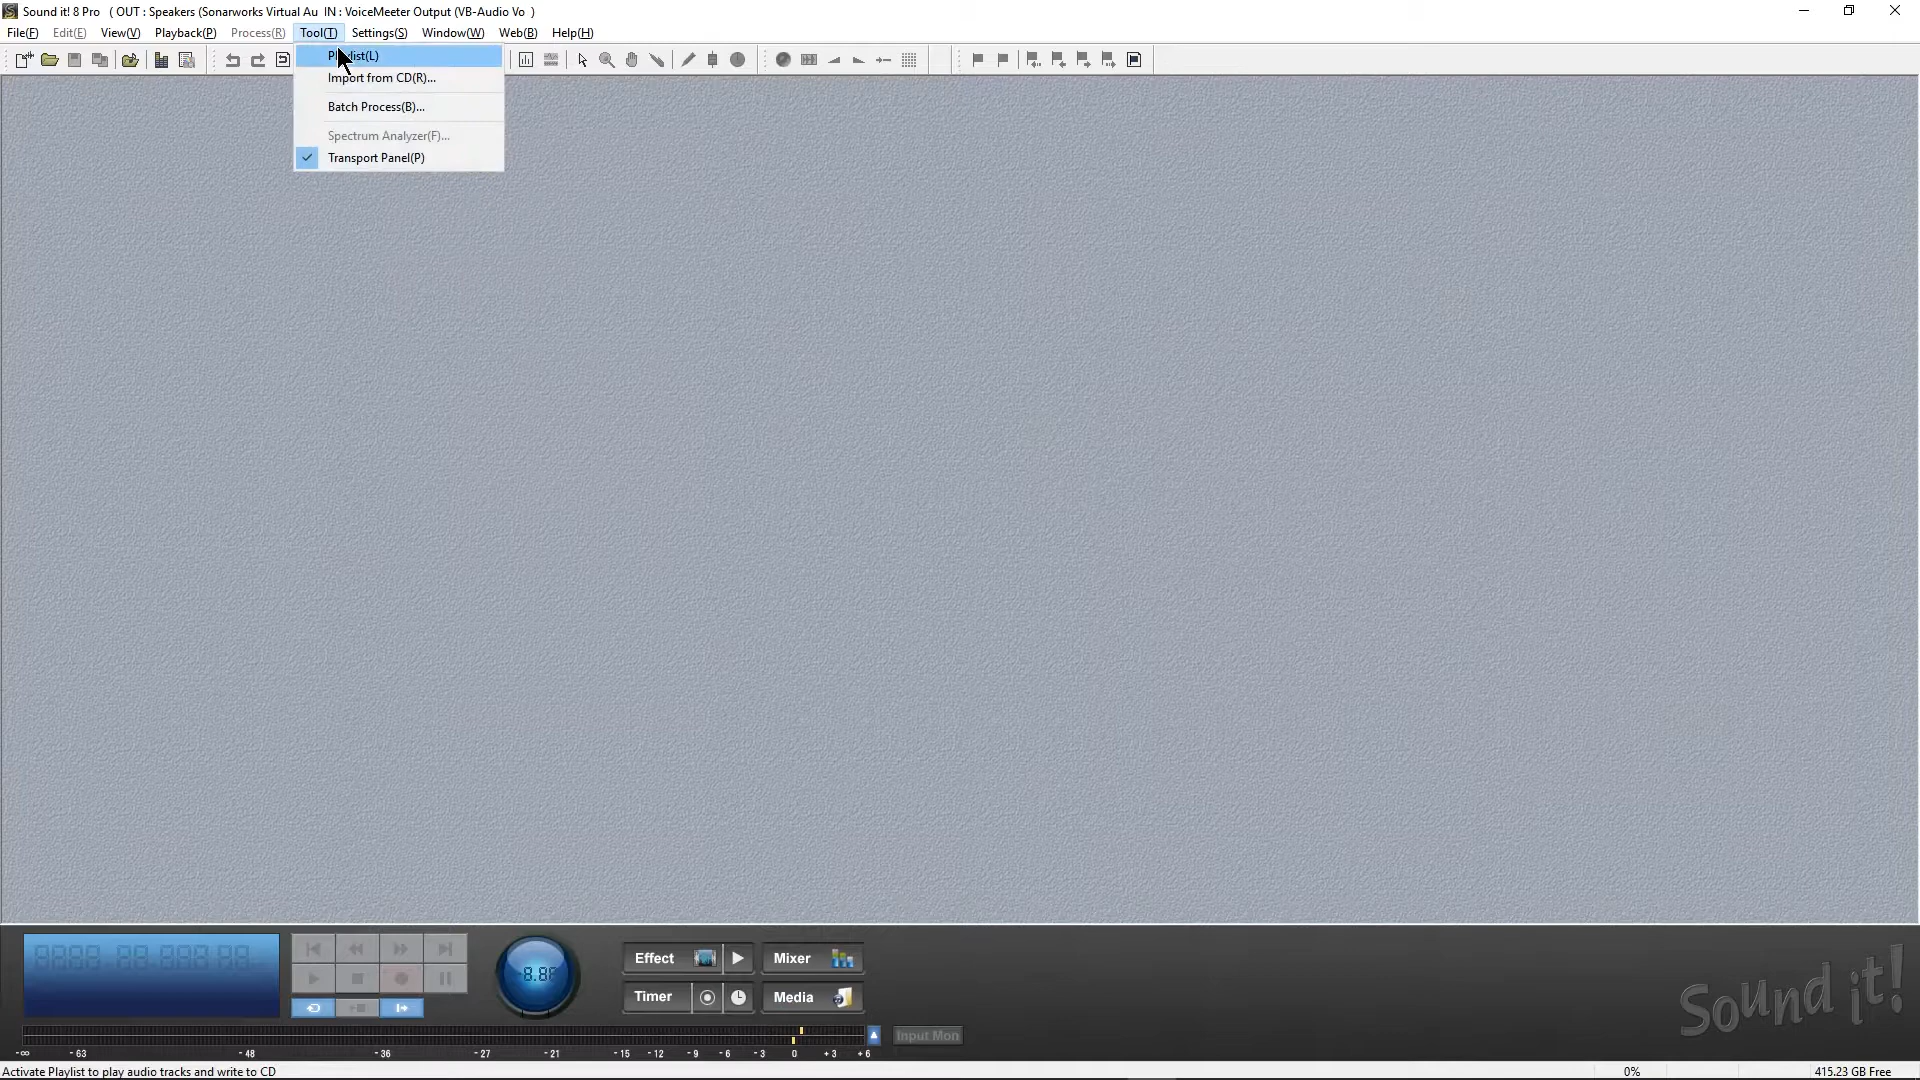 Sound it! 8 Pro ( OUT : Speakers (Sonarworks Virtual Au IN : VoiceMeeter Output (VB-Audio Vo )
File(F) Edit(E) View(V) Playback(P) Process(R) Tool(T) Settings(S) Window(W) Web(B) Help(H)
Import from CD(R)...
Batch Process(B)...
Spectrum Analyzer(F)...
Transport Panel(P)
Effect Mixer
Timer Media
Input Mon
-∞ -63 -48 -36 -27 -21 -15 -12 -9 -6 -3 0 +3 +6
Sound it!
Activate Playlist to play audio tracks and write to CD 0% 415.23 GB Free